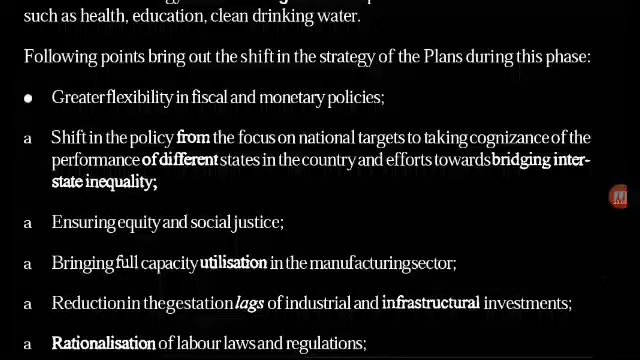 such as health, education, clean drinking water.
Following points bring out the shift in the strategy of the Plans during this phase:
● Greater flexibility in fiscal and monetary policies;
a Shift in the policy from the focus on national targets to taking cognizance of the
performance of different states in the country and efforts towards bridging inter-
state inequality;
a Ensuring equity and social justice;
a Bringing full capacity utilisation in the manufacturing sector;
a Reduction in the gestation lags of industrial and infrastructural investments;
a Rationalisation of labour laws and regulations;